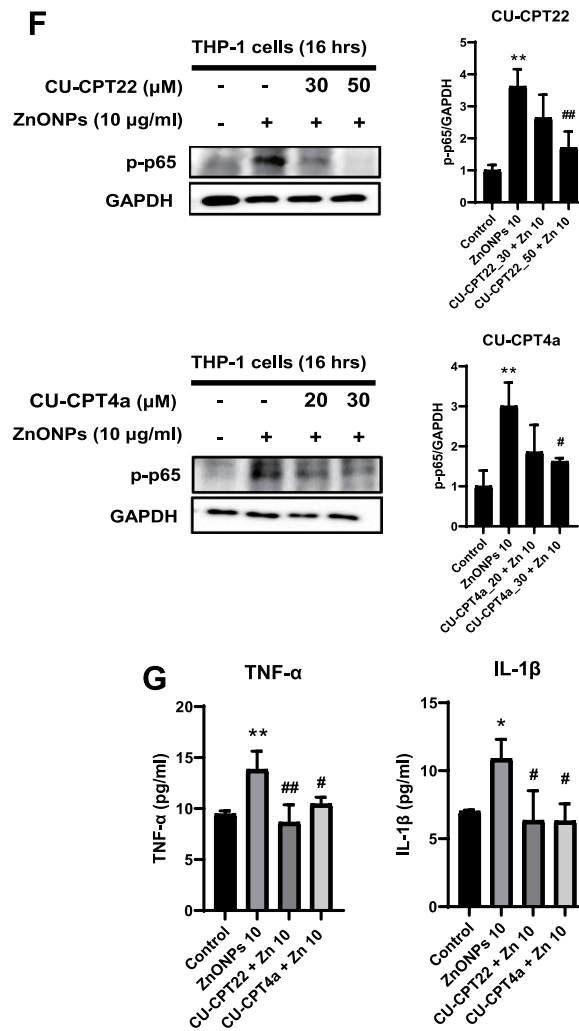 F
THP-1 cells (16 hrs)
CU-CPT22 (μM) - - 30 50
ZnONPs (10 μg/ml) - + + +
p-p65
GAPDH
CU-CPT22
p-p65/GAPDH
5
4
3
2
1
0
**
##
Control
ZnONPs 10
CU-CPT22_30 + Zn 10
CU-CPT22_50 + Zn 10
THP-1 cells (16 hrs)
CU-CPT4a (μM) - - 20 30
ZnONPs (10 μg/ml) - + + +
p-p65
GAPDH
CU-CPT4a
p-p65/GAPDH
4
3
2
1
0
**
#
Control
ZnONPs 10
CU-CPT4a_20 + Zn 10
CU-CPT4a_30 + Zn 10
G
TNF-α
TNF-α (pg/ml)
20
15
10
5
0
**
##
#
Control
ZnONPs 10
CU-CPT22 + Zn 10
CU-CPT4a + Zn 10
IL-1β
IL-1β (pg/ml)
15
10
5
0
*
#
#
Control
ZnONPs 10
CU-CPT22 + Zn 10
CU-CPT4a + Zn 10